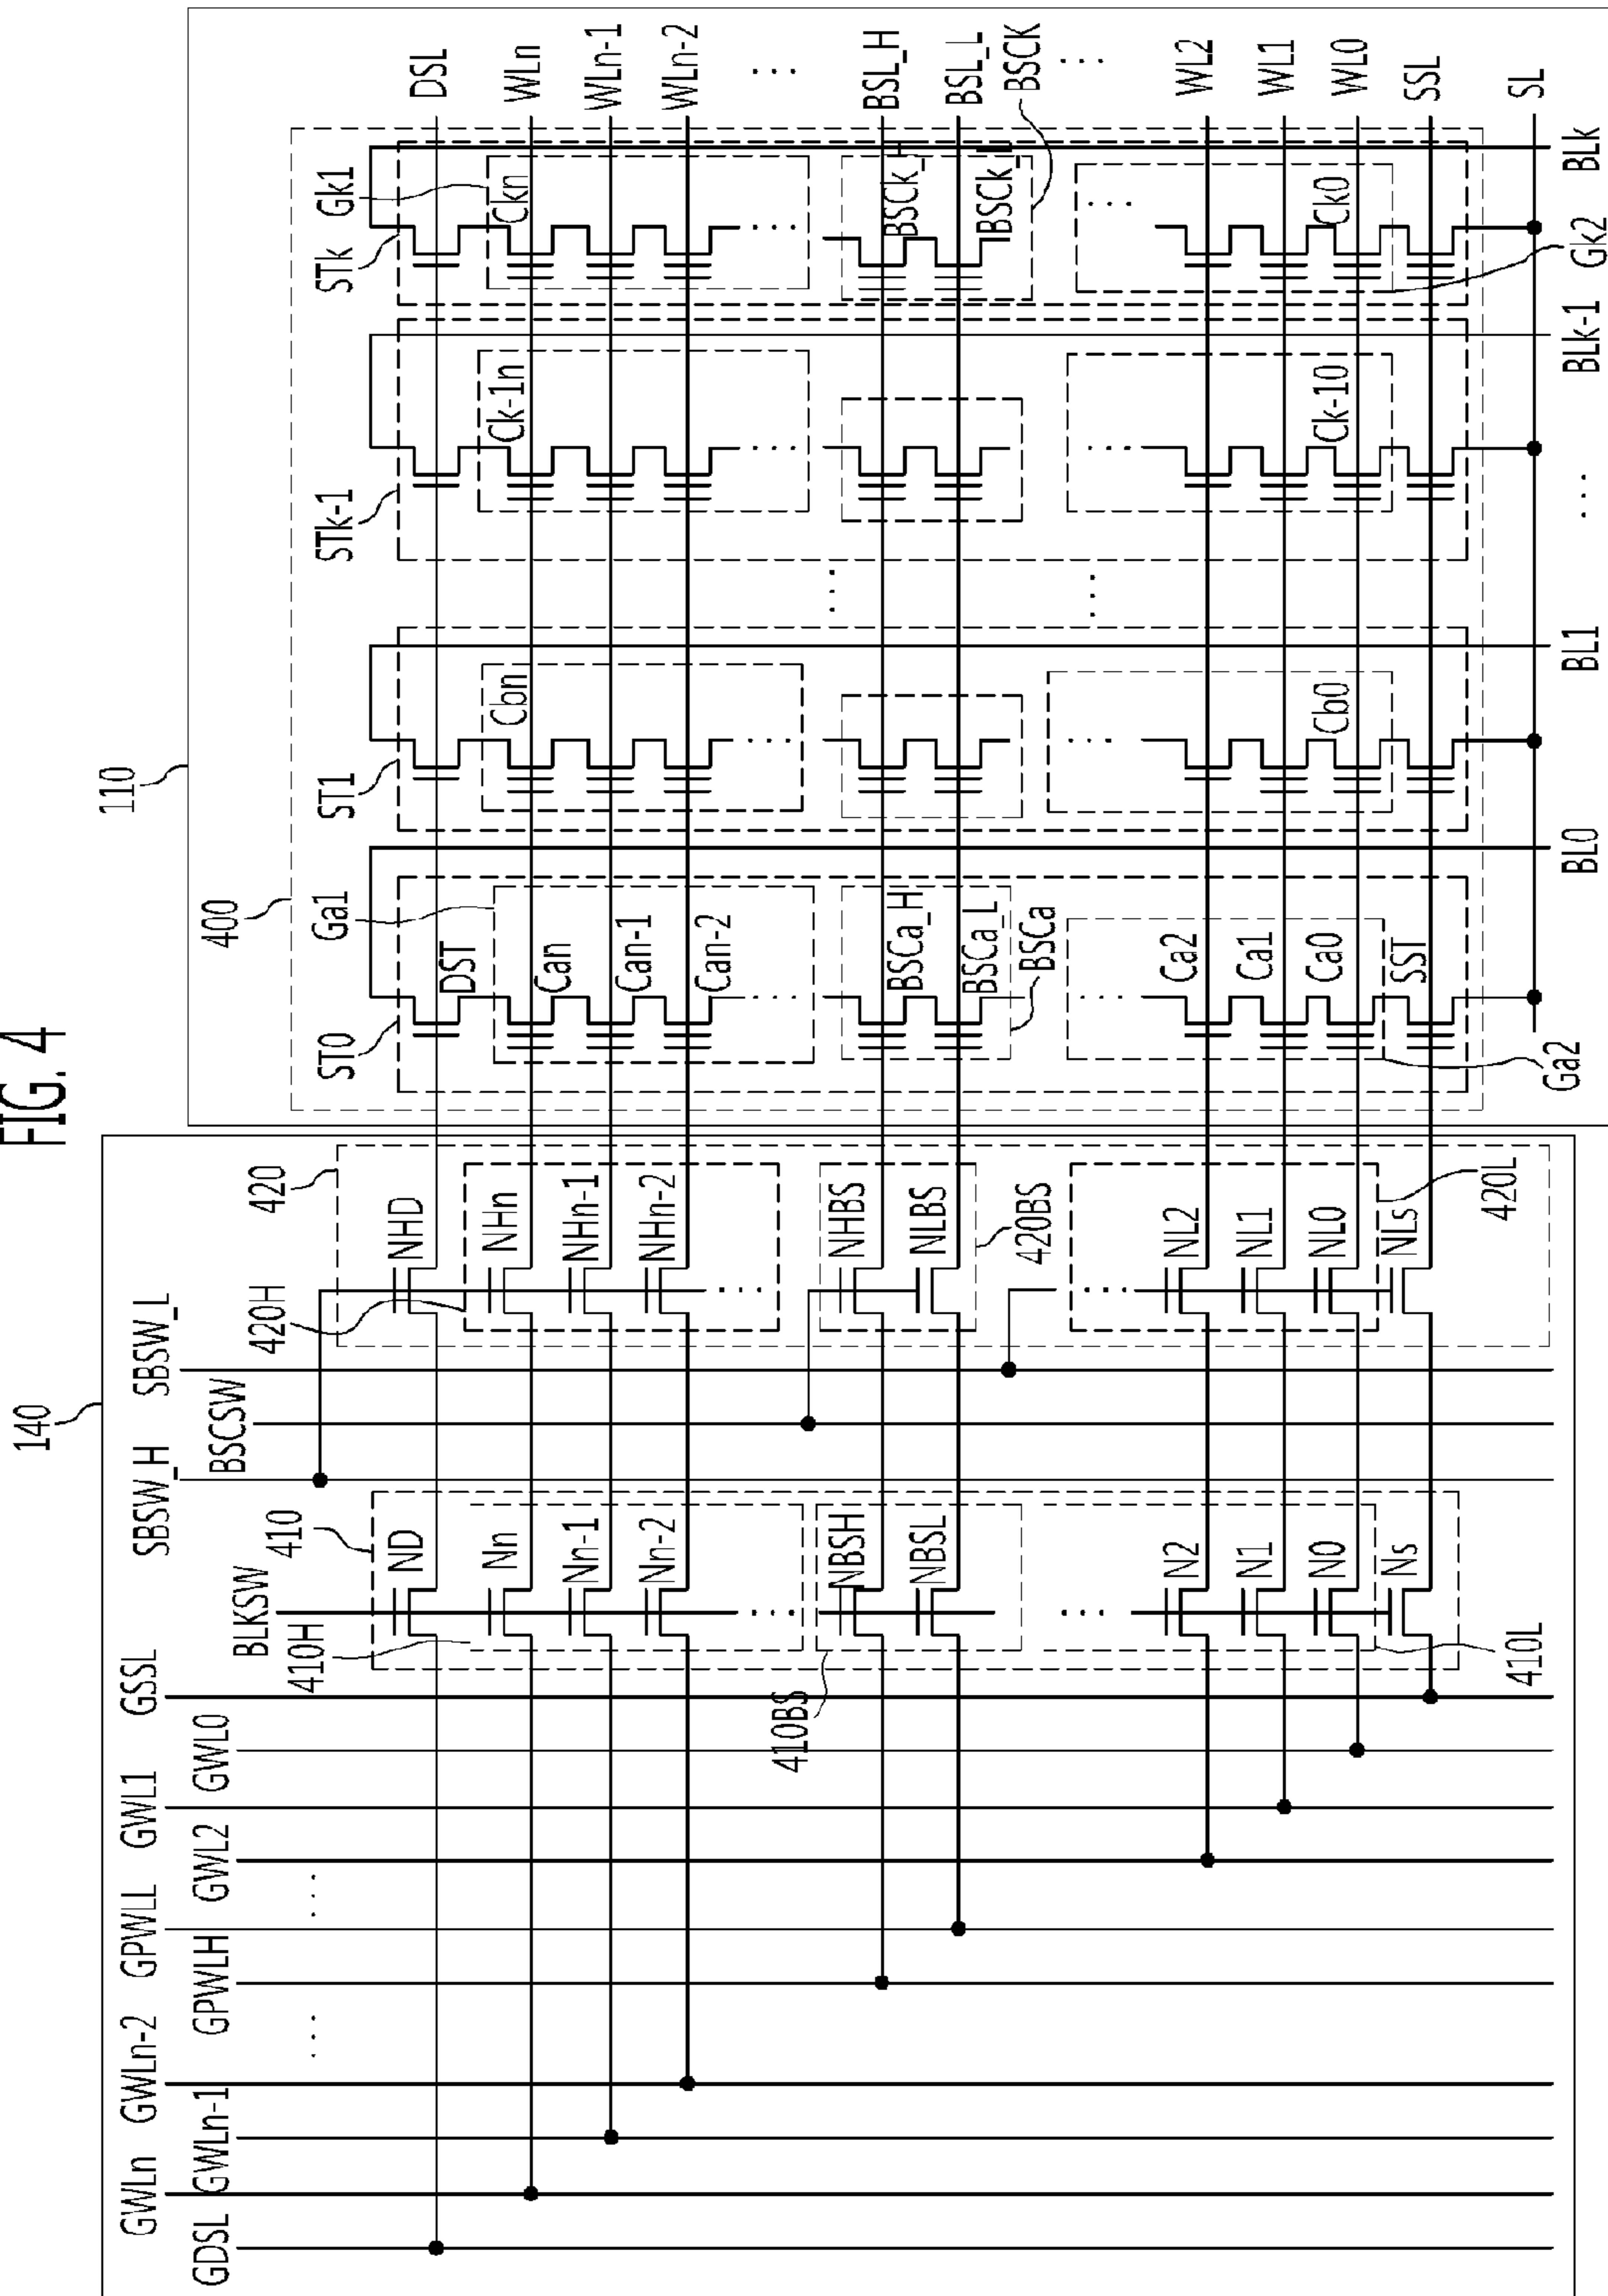 FIG. 4
140
110
400
GWLn
GDSL
GWLn-1
GWLn-2
...
GPWLH
GPWLL
...
GWL2
GWL1
GWL0
GSSL
BLKSW
SBSW_H
BSCSW
SBSW_L
410
410H
410BS
410L
ND
Nn
Nn-1
Nn-2
...
NBSH
NBSL
...
N2
N1
N0
Ns
420
420H
420BS
420L
NHD
NHn
NHn-1
NHn-2
...
NHBS
NLBS
...
NL2
NL1
NL0
NLs
ST0
Ga1
DST
Can
Can-1
Can-2
...
BSCa_H
BSCa_L
BSCa
...
Ca2
Ca1
Ca0
SST
Ga2
BL0
ST1
Cbn
...
...
Cb0
BL1
...
...
STk-1
Ck-1n
...
...
Ck-10
...
BLk-1
STk
Gk1
Ckn
...
BSCk_H
BSCk_L
BSCK
...
Ck0
Gk2
BLk
DSL
WLn
WLn-1
WLn-2
...
BSL_H
BSL_L
...
WL2
WL1
WL0
SSL
SL